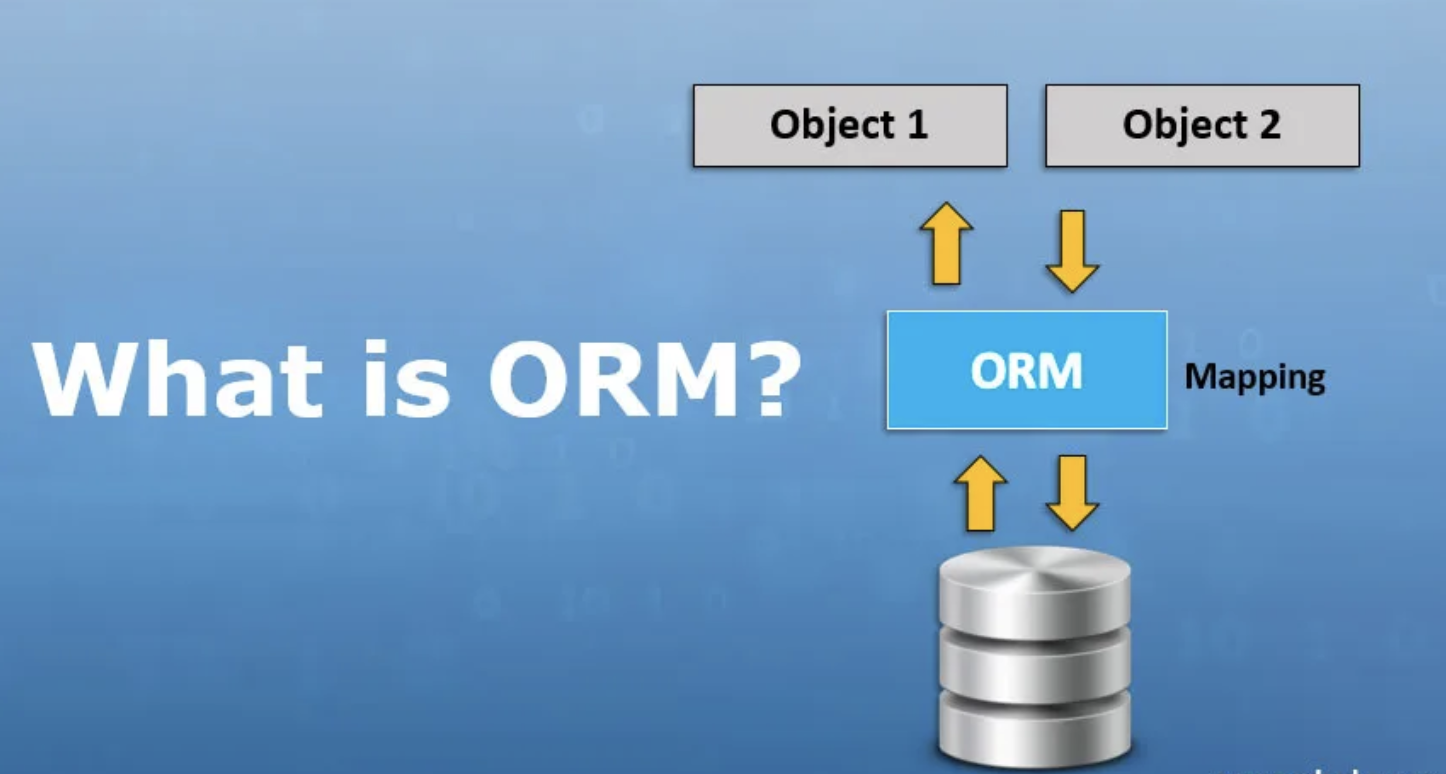 Object 1
Object 2
What is ORM?
ORM
Mapping